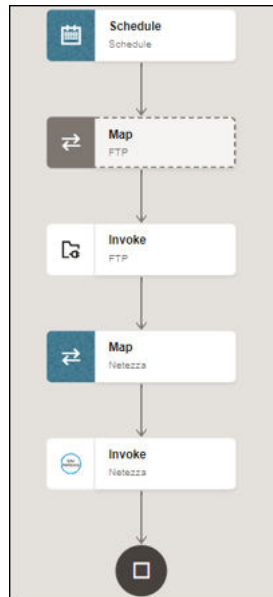 Schedule
Schedule
Map
FTP
Invoke
FTP
Map
Netezza
Invoke
Netezza